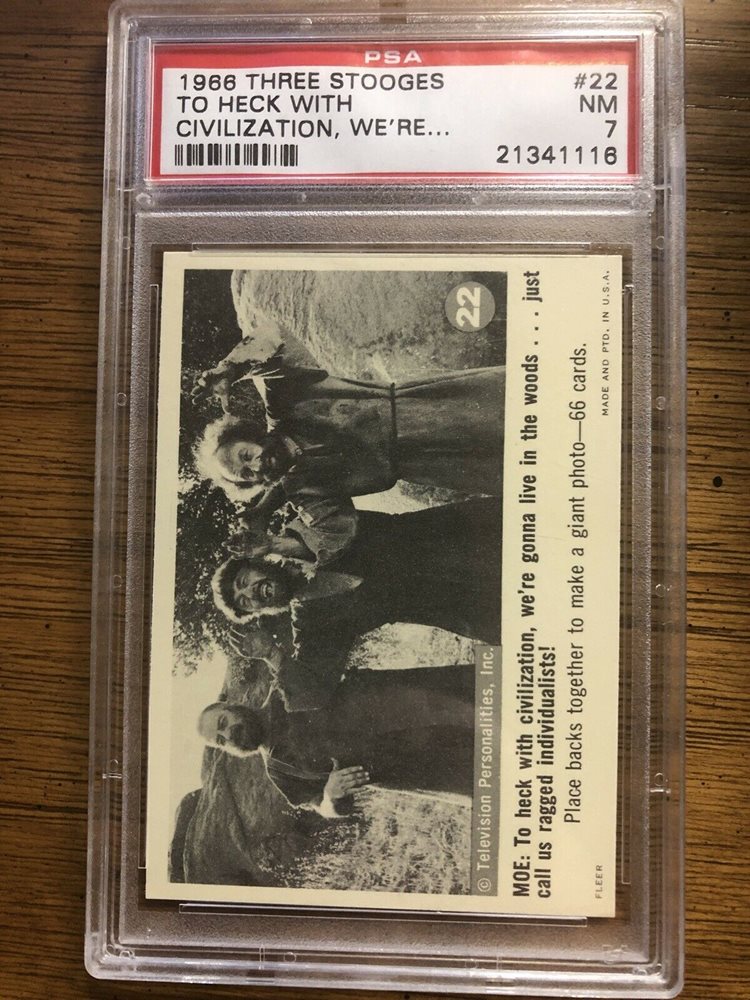 PSA
1966 THREE STOOGES #22
TO HECK WITH NM
CIVILIZATION, WE'RE... 7
21341116
22
© Television Personalities, Inc.
MOE: To heck with civilization, we're gonna live in the woods . . . just
call us ragged individualists!
Place backs together to make a giant photo—66 cards.
FLEER MADE AND PTD. IN U.S.A.